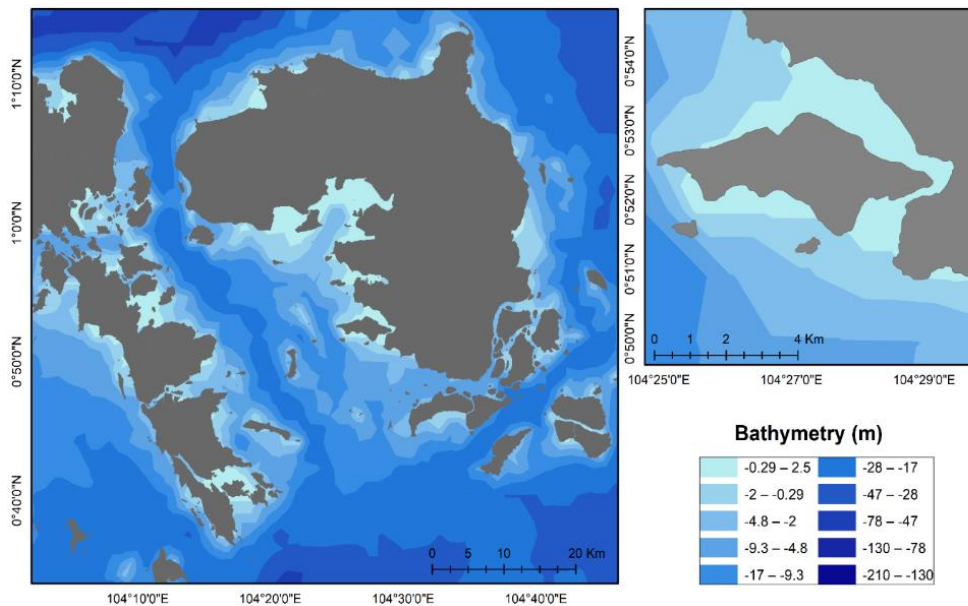 1°10'0"N
1°0'0"N
0°50'0"N
0°40'0"N
0 5 10 20 Km
104°10'0"E 104°20'0"E 104°30'0"E 104°40'0"E
0°54'0"N
0°53'0"N
0°52'0"N
0°51'0"N
0°50'0"N
0 1 2 4 Km
104°25'0"E 104°27'0"E 104°29'0"E
Bathymetry (m)
-0.29 – 2.5 -28 – -17
-2 – -0.29 -47 – -28
-4.8 – -2 -78 – -47
-9.3 – -4.8 -130 – -78
-17 – -9.3 -210 – -130